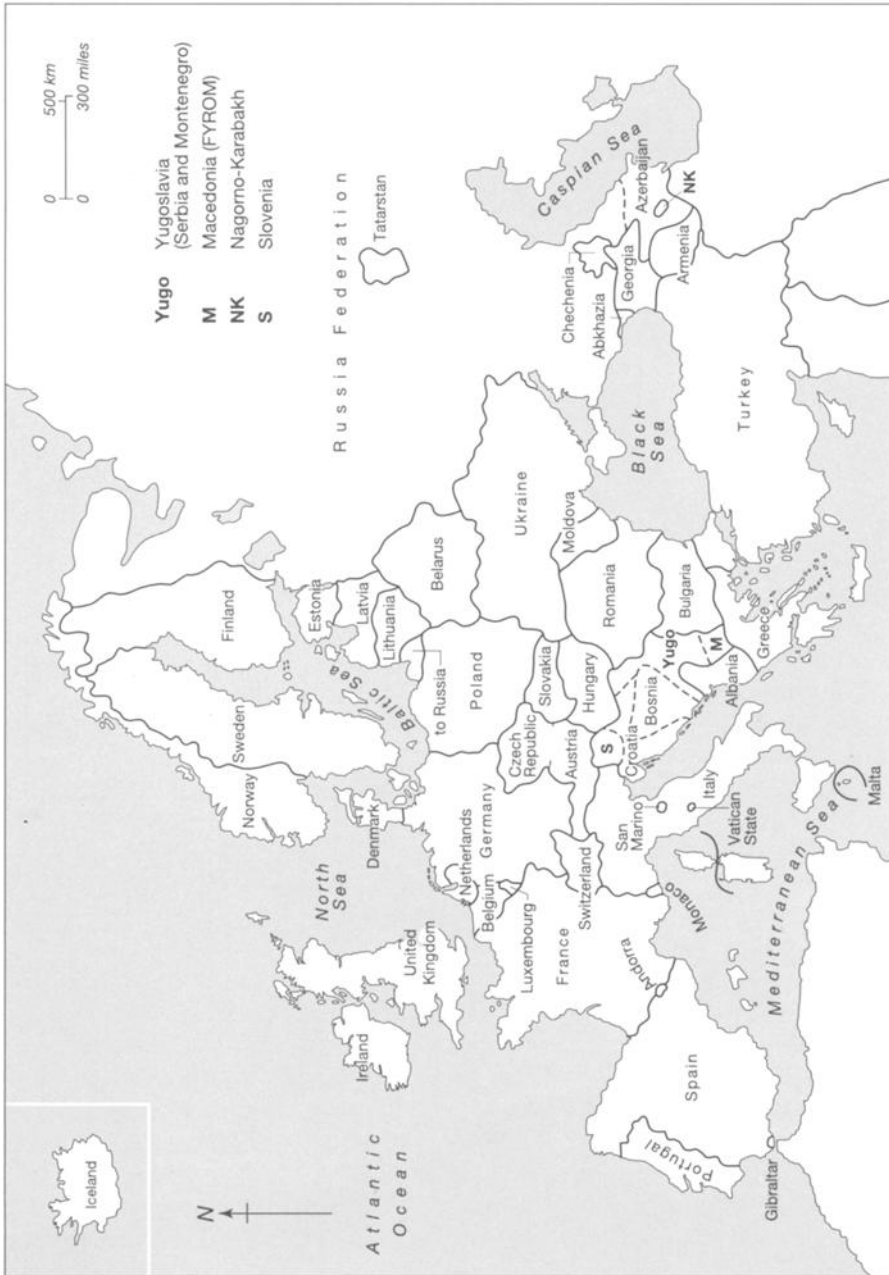 Iceland
N
Atlantic
Ocean
500 km
300 miles
0
0
Yugo Yugoslavia
(Serbia and Montenegro)
M Macedonia (FYROM)
NK Nagorno-Karabakh
S Slovenia
Russia Federation
Tatarstan
Norway
Sweden
Finland
Estonia
Latvia
Lithuania
to Russia
Baltic Sea
Denmark
North
Sea
Ireland
United
Kingdom
Netherlands
Belgium
Luxembourg
Germany
Poland
Belarus
Ukraine
Czech
Republic
Slovakia
Moldova
France
Switzerland
Austria
Hungary
Romania
S
Croatia
Bosnia
Yugo
Bulgaria
M
Albania
Greece
San
Marino
Italy
Vatican
State
Monaco
Andorra
Spain
Portugal
Gibraltar
Mediterranean Sea
Malta
Black
Sea
Turkey
Chechenia
Abkhazia
Georgia
Armenia
Azerbaijan
NK
Caspian Sea